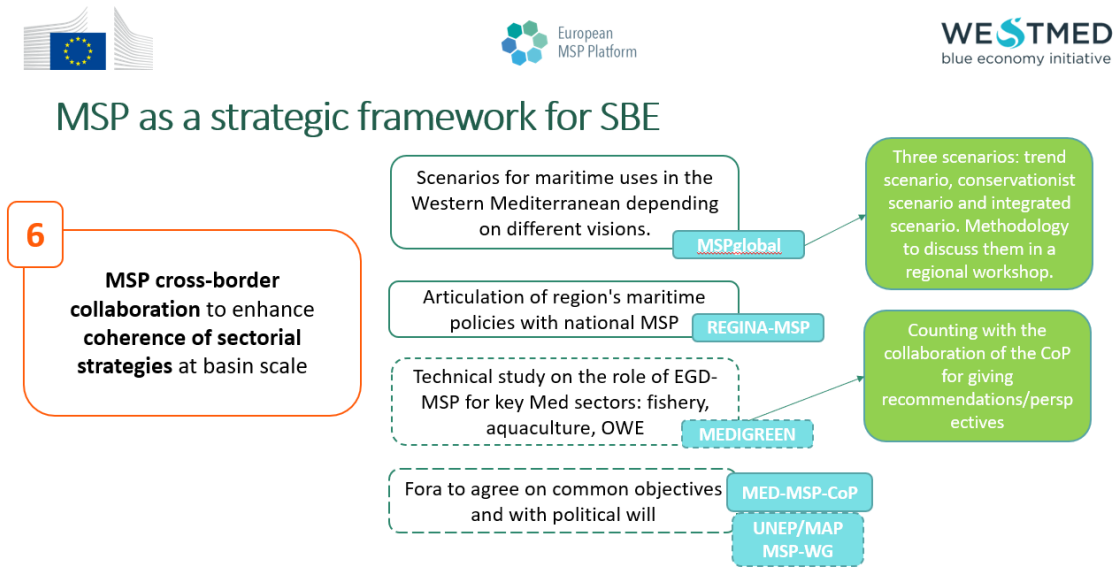 European
MSP Platform
WESTMED
blue economy initiative
MSP as a strategic framework for SBE
6
MSP cross-border
collaboration to enhance
coherence of sectorial
strategies at basin scale
Scenarios for maritime uses in the
Western Mediterranean depending
on different visions.
MSPglobal
Three scenarios: trend
scenario, conservationist
scenario and integrated
scenario. Methodology
to discuss them in a
regional workshop.
Articulation of region's maritime
policies with national MSP
REGINA-MSP
Technical study on the role of EGD-
MSP for key Med sectors: fishery,
aquaculture, OWE
MEDIGREEN
Counting with the
collaboration of the CoP
for giving
recommendations/persp
ectives
Fora to agree on common objectives
and with political will
MED-MSP-CoP
UNEP/MAP
MSP-WG